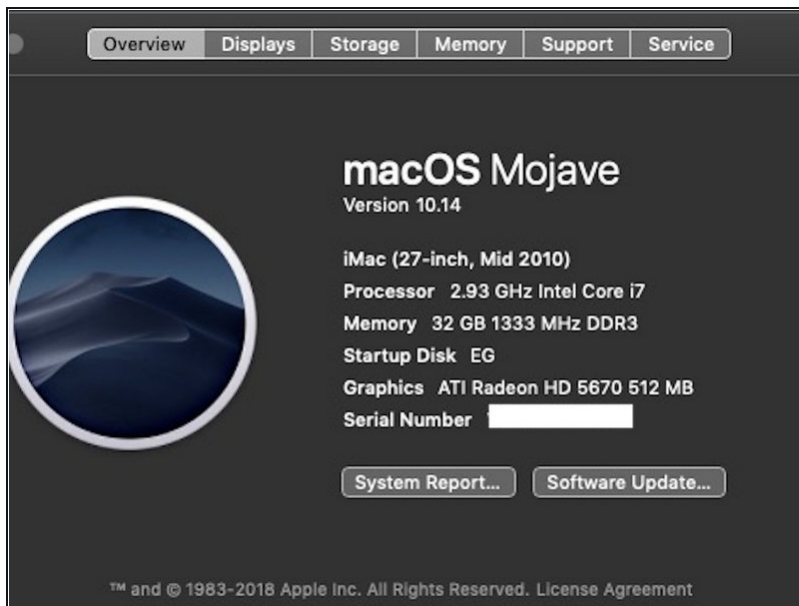 Overview Displays Storage Memory Support Service
macOS Mojave
Version 10.14
iMac (27-inch, Mid 2010)
Processor 2.93 GHz Intel Core i7
Memory 32 GB 1333 MHz DDR3
Startup Disk EG
Graphics ATI Radeon HD 5670 512 MB
Serial Number
System Report... Software Update...
™ and © 1983-2018 Apple Inc. All Rights Reserved. License Agreement